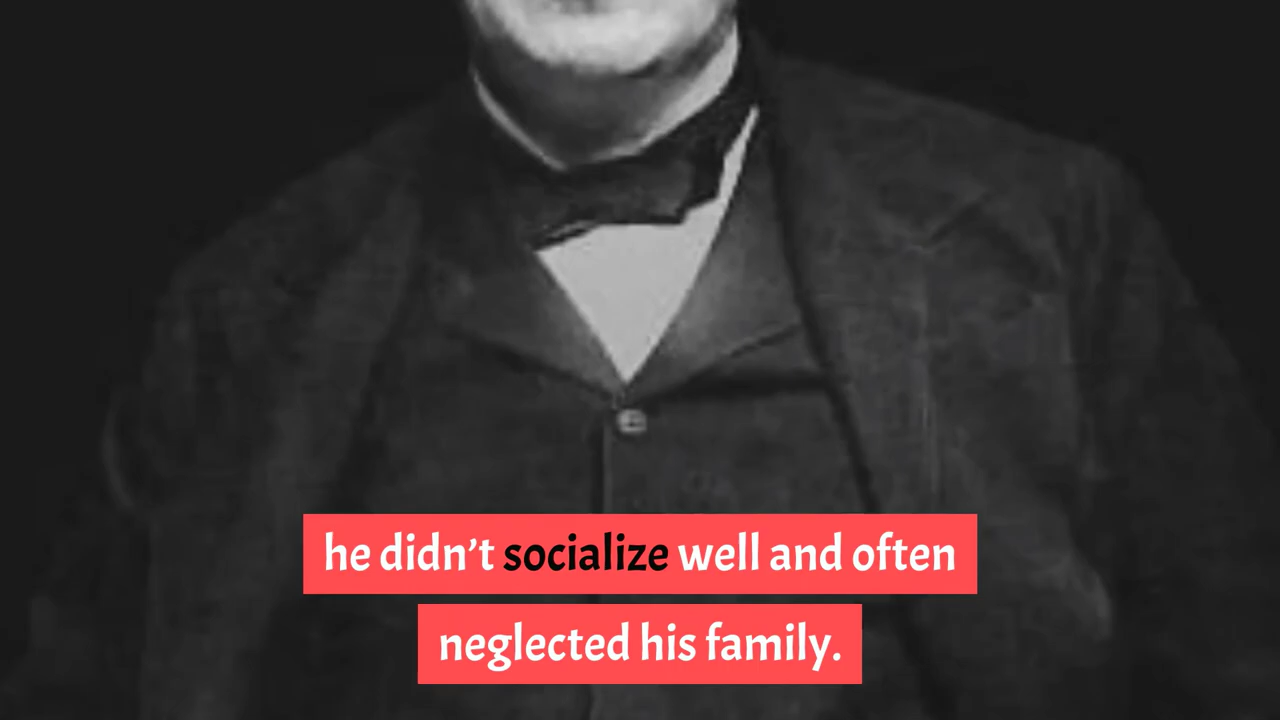 he didn’t socialize well and often
neglected his family.